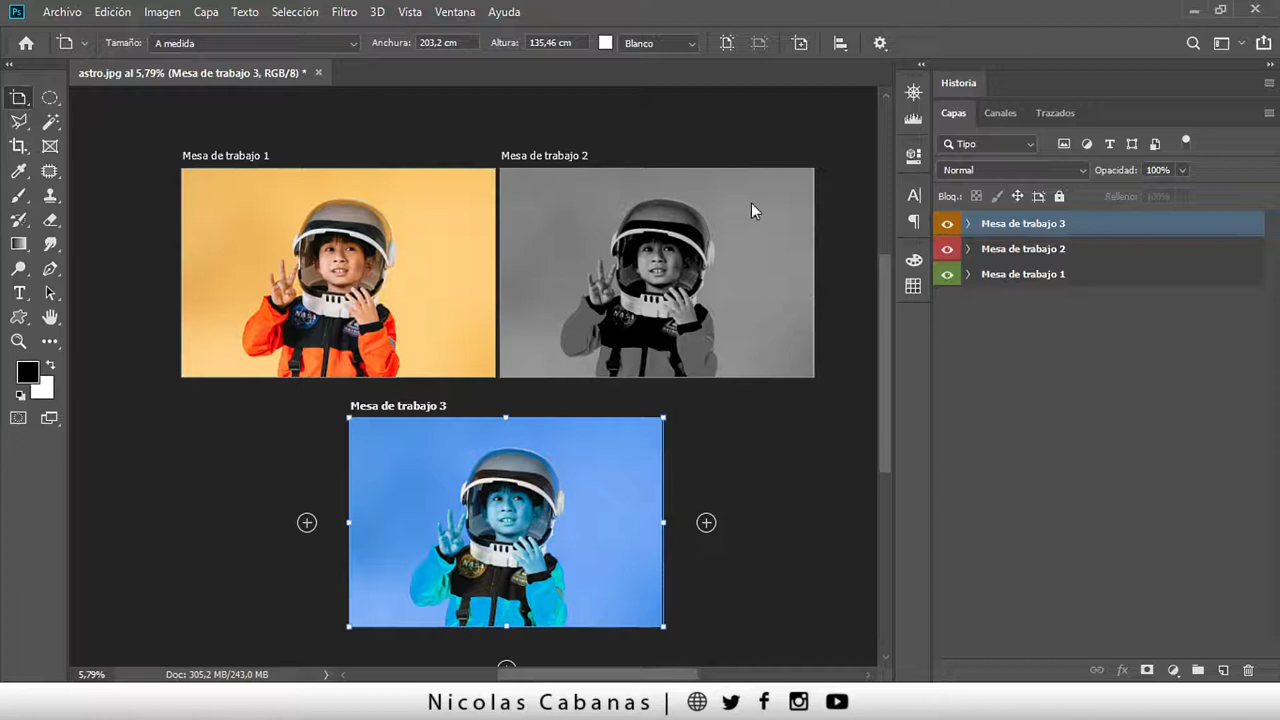 Ps Archivo Edición Imagen Capa Texto Selección Filtro 3D Vista Ventana Ayuda
Tamaño: A medida Anchura: 203,2 cm Altura: 135,46 cm Blanco
astro.jpg al 5,79% (Mesa de trabajo 3, RGB/8) *
Historia
Capas Canales Trazados
Tipo
Normal Opacidad: 100%
Bloq.: Relleno: 100%
Mesa de trabajo 3
Mesa de trabajo 2
Mesa de trabajo 1
Mesa de trabajo 1 Mesa de trabajo 2
NASA
Mesa de trabajo 3
NASA
5,79% Doc: 305,2 MB/243,0 MB
Nicolas Cabanas |